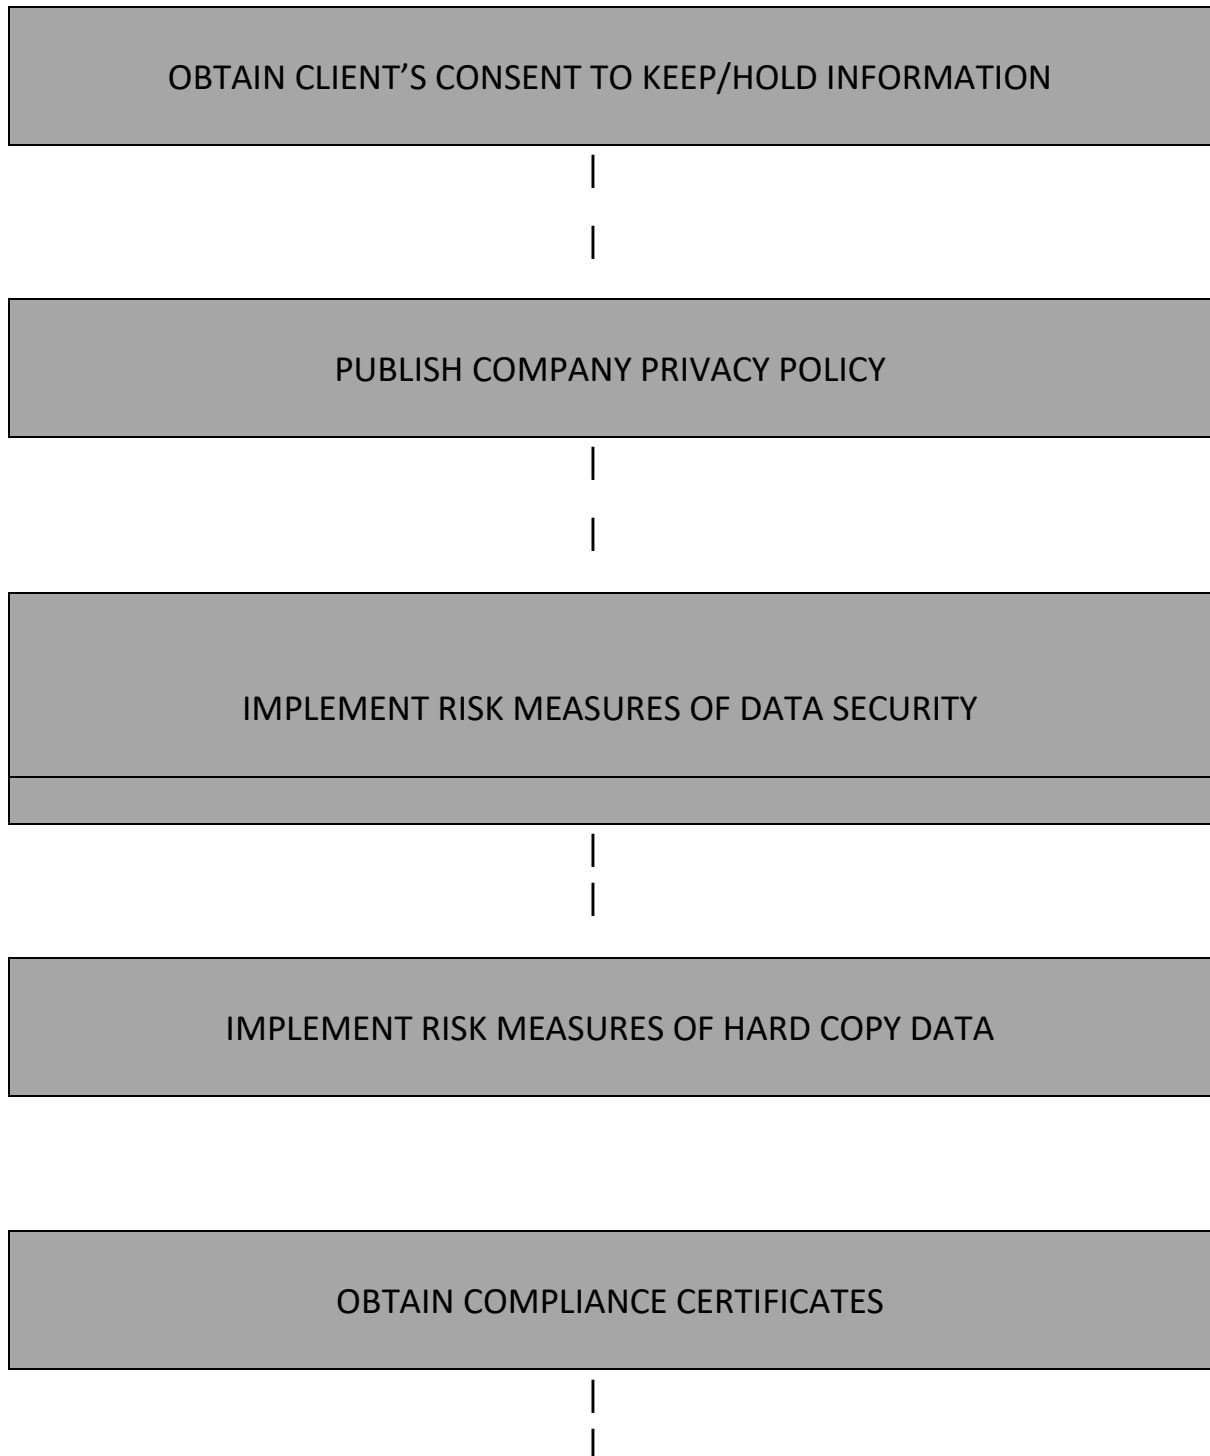 OBTAIN CLIENT’S CONSENT TO KEEP/HOLD INFORMATION
|
|
PUBLISH COMPANY PRIVACY POLICY
|
|
IMPLEMENT RISK MEASURES OF DATA SECURITY
|
|
IMPLEMENT RISK MEASURES OF HARD COPY DATA
OBTAIN COMPLIANCE CERTIFICATES
|
|